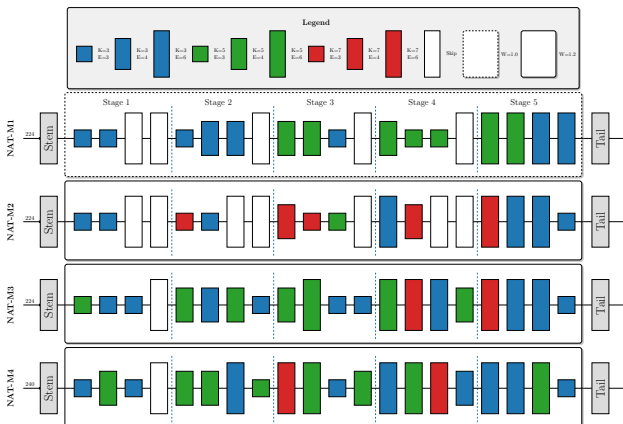 Legend
K=3
E=3
K=3
E=4
K=3
E=6
K=5
E=3
K=5
E=4
K=5
E=6
K=7
E=3
K=7
E=4
K=7
E=6
Skip
W=1.0
W=1.2
Stage 1 Stage 2 Stage 3 Stage 4 Stage 5
NAT-M1 224 Stem Tail
NAT-M2 224 Stem Tail
NAT-M3 224 Stem Tail
NAT-M4 240 Stem Tail